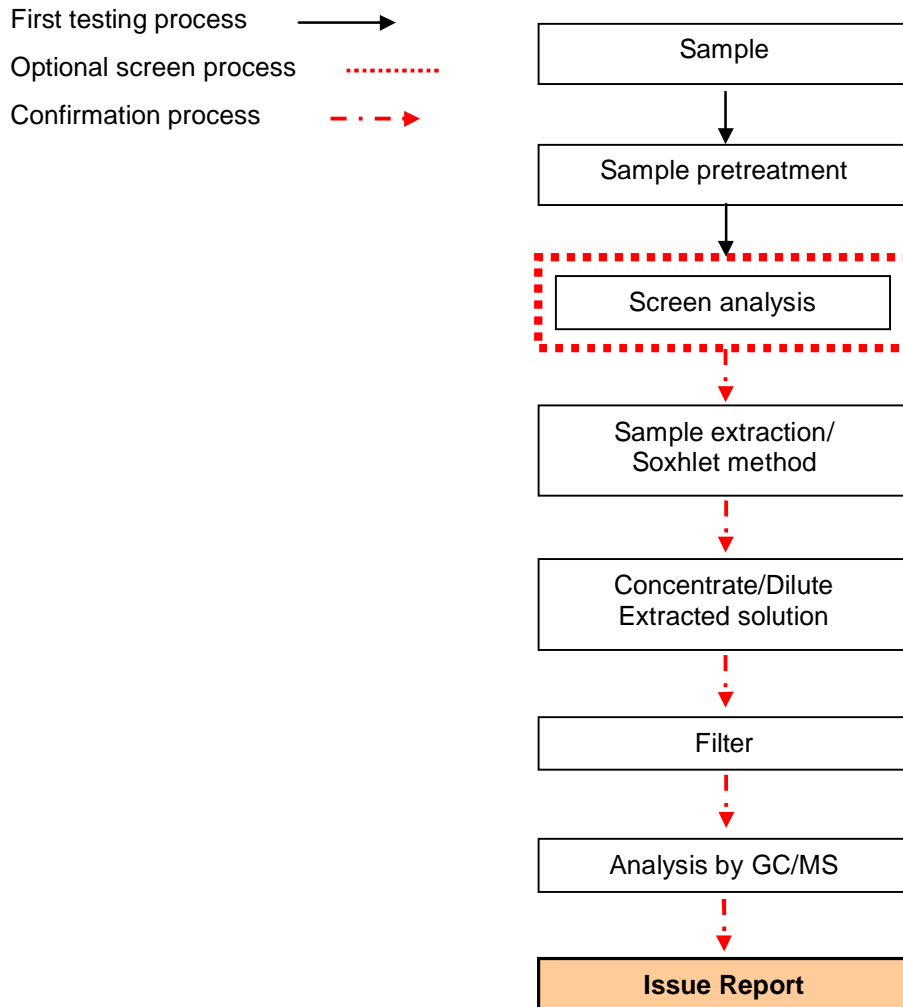 First testing process
Optional screen process
Confirmation process
Sample
Sample pretreatment
Screen analysis
Sample extraction/
Soxhlet method
Concentrate/Dilute
Extracted solution
Filter
Analysis by GC/MS
Issue Report